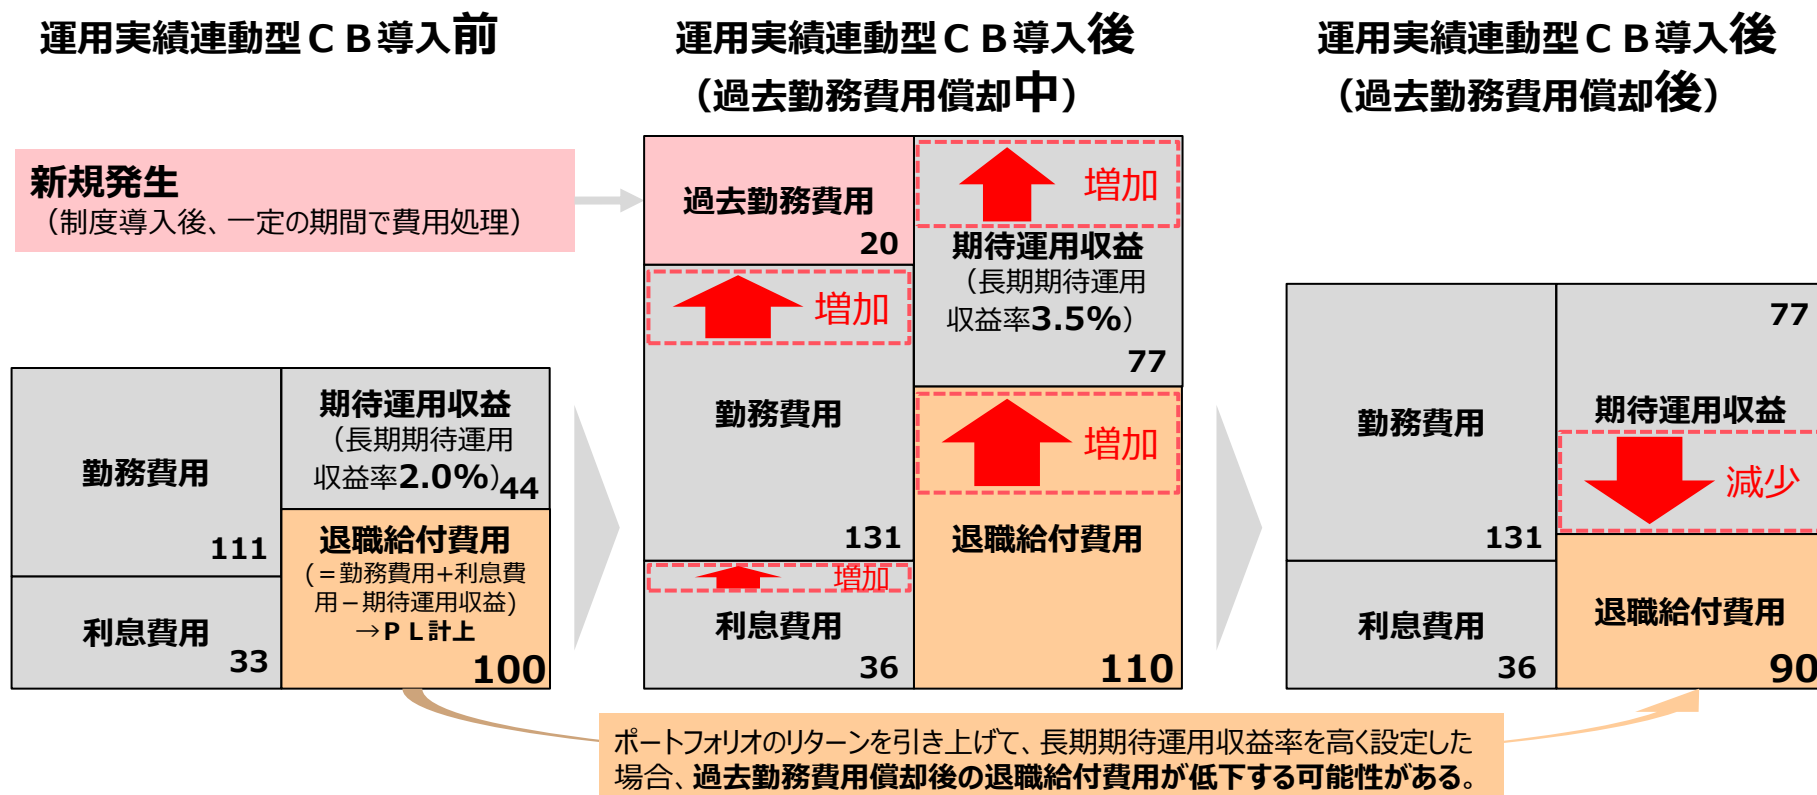 運用実績連動型ＣＢ導入前
運用実績連動型ＣＢ導入後
（過去勤務費用償却中）
運用実績連動型ＣＢ導入後
（過去勤務費用償却後）
新規発生
（制度導入後、一定の期間で費用処理）
勤務費用
111
利息費用
33
期待運用収益
（長期期待運用
収益率2.0%）
44
退職給付費用
(＝勤務費用+利息費
用－期待運用収益)
→ＰＬ計上
100
過去勤務費用
20
増加
勤務費用
131
増加
利息費用
36
増加
期待運用収益
（長期期待運用
収益率3.5%）
77
増加
退職給付費用
110
勤務費用
131
利息費用
36
77
期待運用収益
減少
退職給付費用
90
ポートフォリオのリターンを引き上げて、長期期待運用収益率を高く設定した
場合、過去勤務費用償却後の退職給付費用が低下する可能性がある。